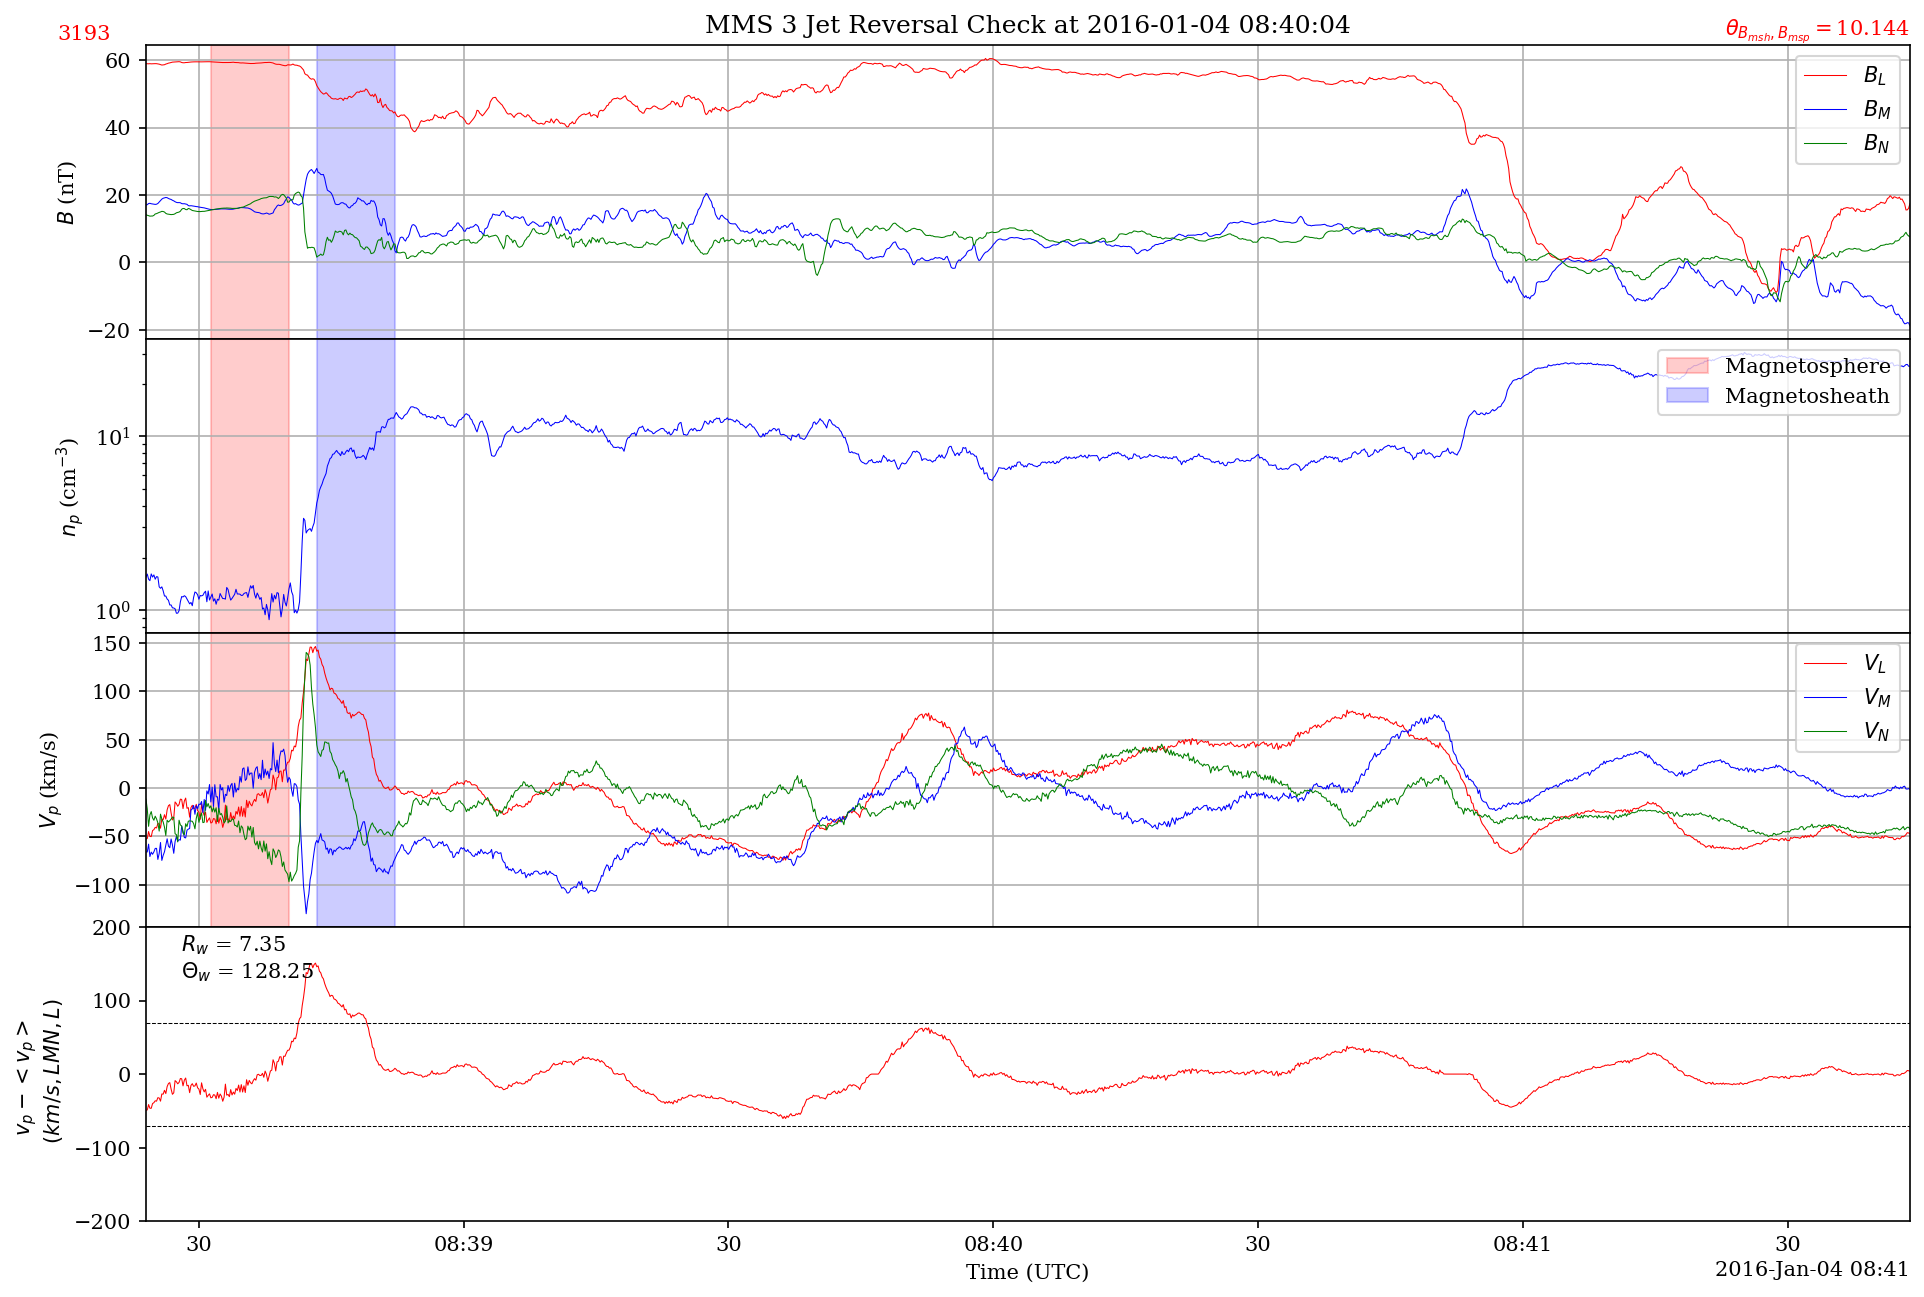 MMS 3 Jet Reversal Check at 2016-01-04 08:40:04
3193
θ_{B_{msh}, B_{msp}} = 10.144
60
40
20
0
−20
B (nT)
B_L
B_M
B_N
10¹
10⁰
n_p (cm⁻³)
Magnetosphere
Magnetosheath
150
100
50
0
−50
−100
V_p (km/s)
V_L
V_M
V_N
200
100
0
−100
−200
v_p − <v_p>
(km/s, LMN, L)
R_w = 7.35
Θ_w = 128.25
30 08:39 30 08:40 30 08:41 30
Time (UTC)
2016-Jan-04 08:41